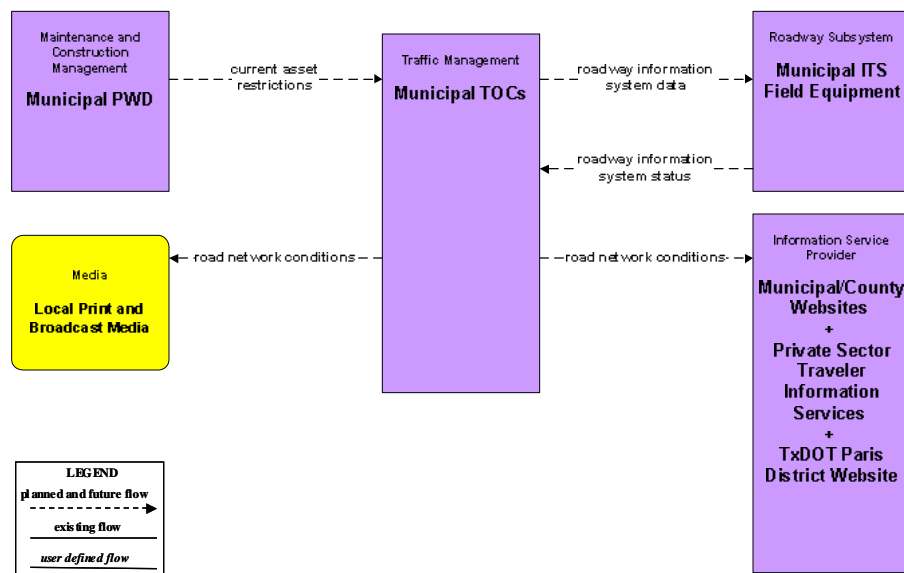 Maintenance and
Construction
Management
Municipal PWD
current asset
restrictions
Traffic Management
Municipal TOCs
roadway information
system data
Roadway Subsystem
Municipal ITS
Field Equipment
roadway information
system status
Media
Local Print and
Broadcast Media
road network conditions
road network conditions
Information Service
Provider
Municipal/County
Websites
+
Private Sector
Traveler
Information
Services
+
TxDOT Paris
District Website
LEGEND
planned and future flow
existing flow
user defined flow